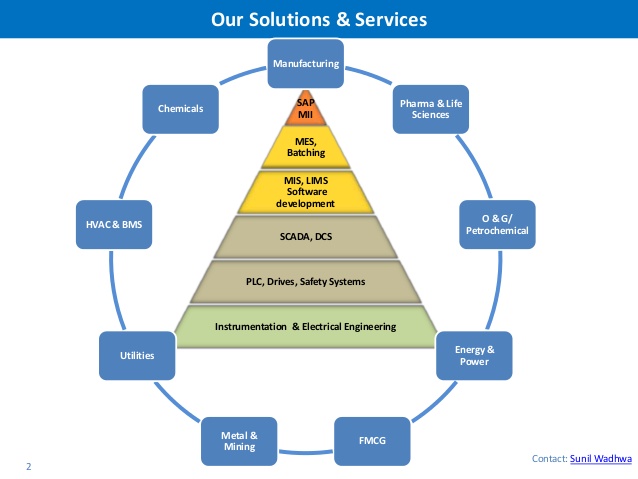 Our Solutions & Services
Manufacturing
Chemicals
Pharma & Life
Sciences
SAP
MII
MES,
Batching
MIS, LIMS
Software
development
HVAC & BMS
O & G/
Petrochemical
SCADA, DCS
PLC, Drives, Safety Systems
Instrumentation & Electrical Engineering
Utilities
Energy &
Power
Metal &
Mining
FMCG
Contact: Sunil Wadhwa
2